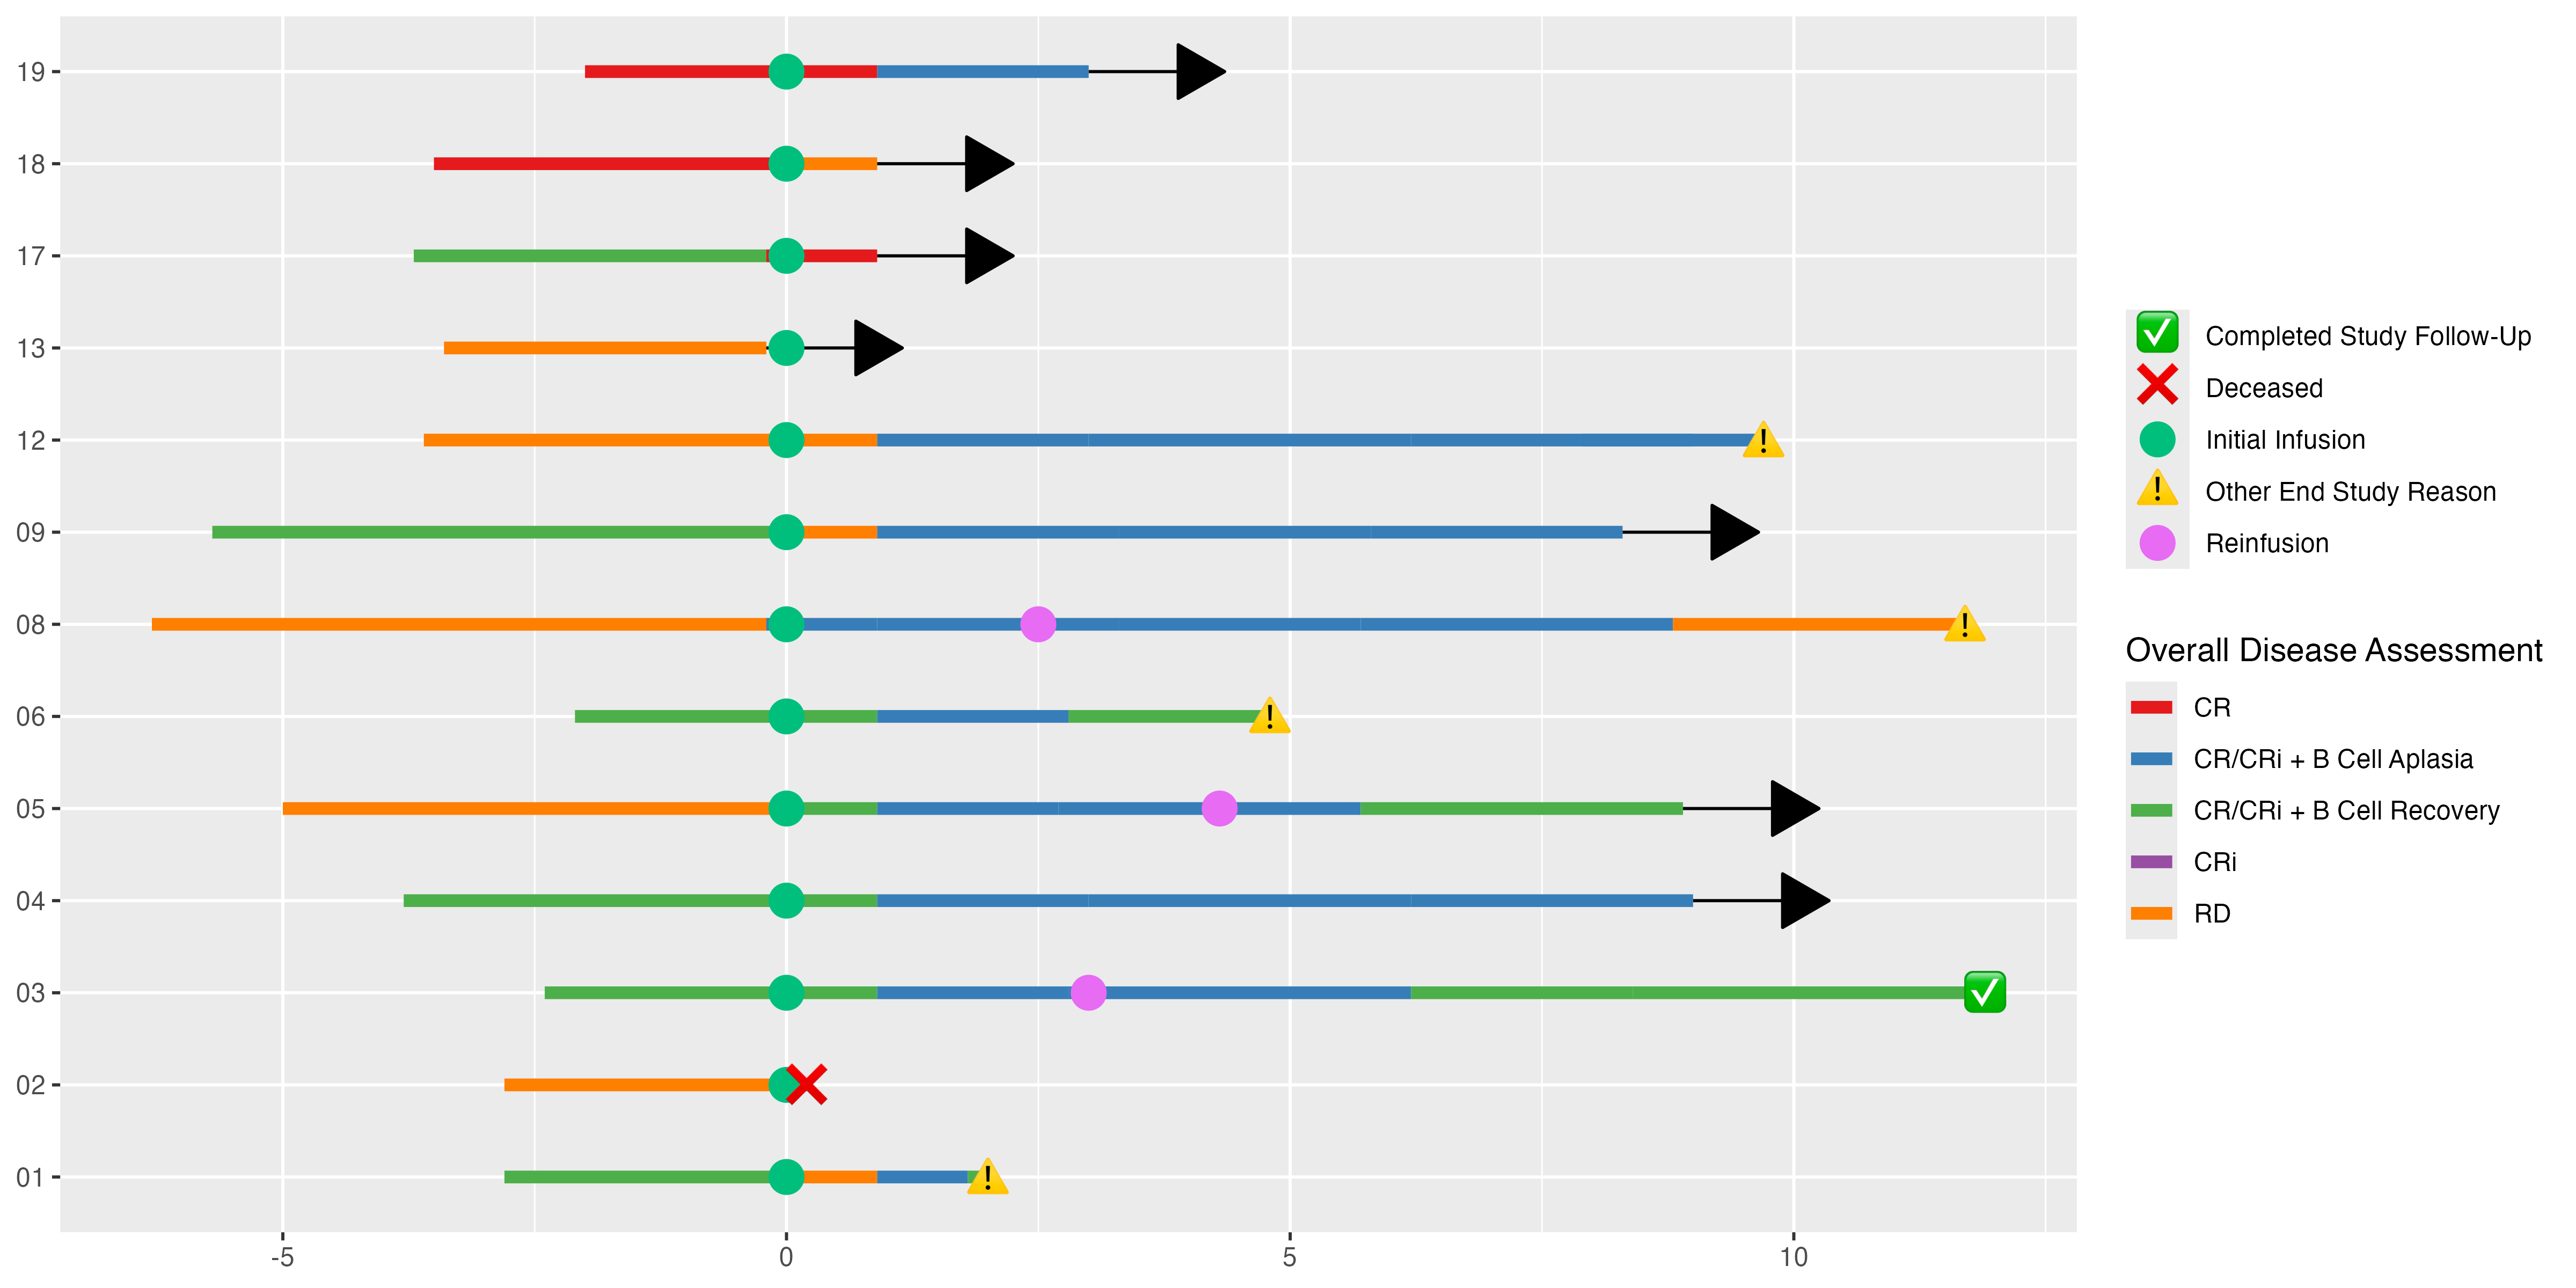 19
18
17
13
12
09
08
06
05
04
03
02
01
-5 0 5 10
Completed Study Follow-Up
Deceased
Initial Infusion
Other End Study Reason
Reinfusion
Overall Disease Assessment
CR
CR/CRi + B Cell Aplasia
CR/CRi + B Cell Recovery
CRi
RD